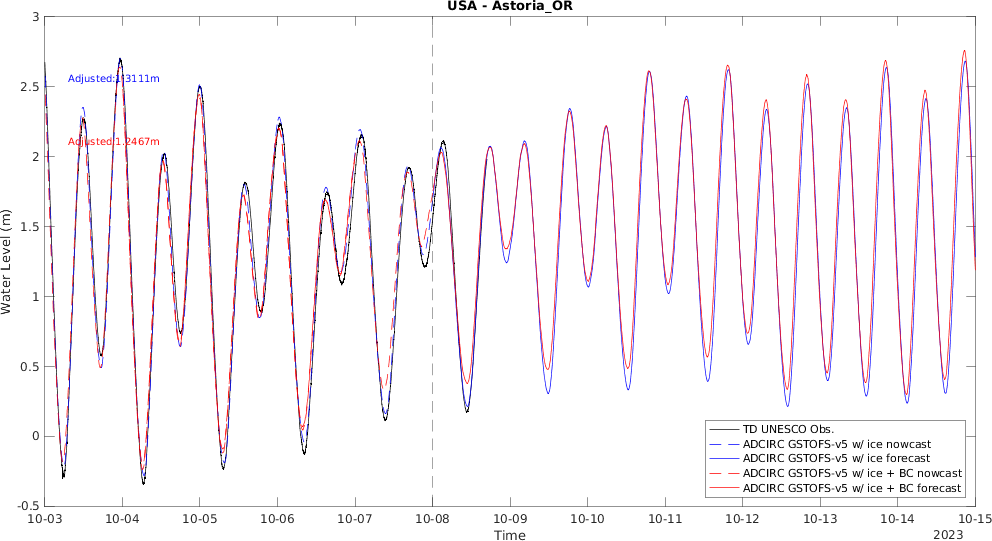 USA - Astoria_OR
3
2.5
2
1.5
1
0.5
0
-0.5
Water Level (m)
Adjusted:1.3111m
Adjusted:1.2467m
TD UNESCO Obs.
ADCIRC GSTOFS-v5 w/ ice nowcast
ADCIRC GSTOFS-v5 w/ ice forecast
ADCIRC GSTOFS-v5 w/ ice + BC nowcast
ADCIRC GSTOFS-v5 w/ ice + BC forecast
10-03 10-04 10-05 10-06 10-07 10-08 10-09 10-10 10-11 10-12 10-13 10-14 10-15
Time
2023